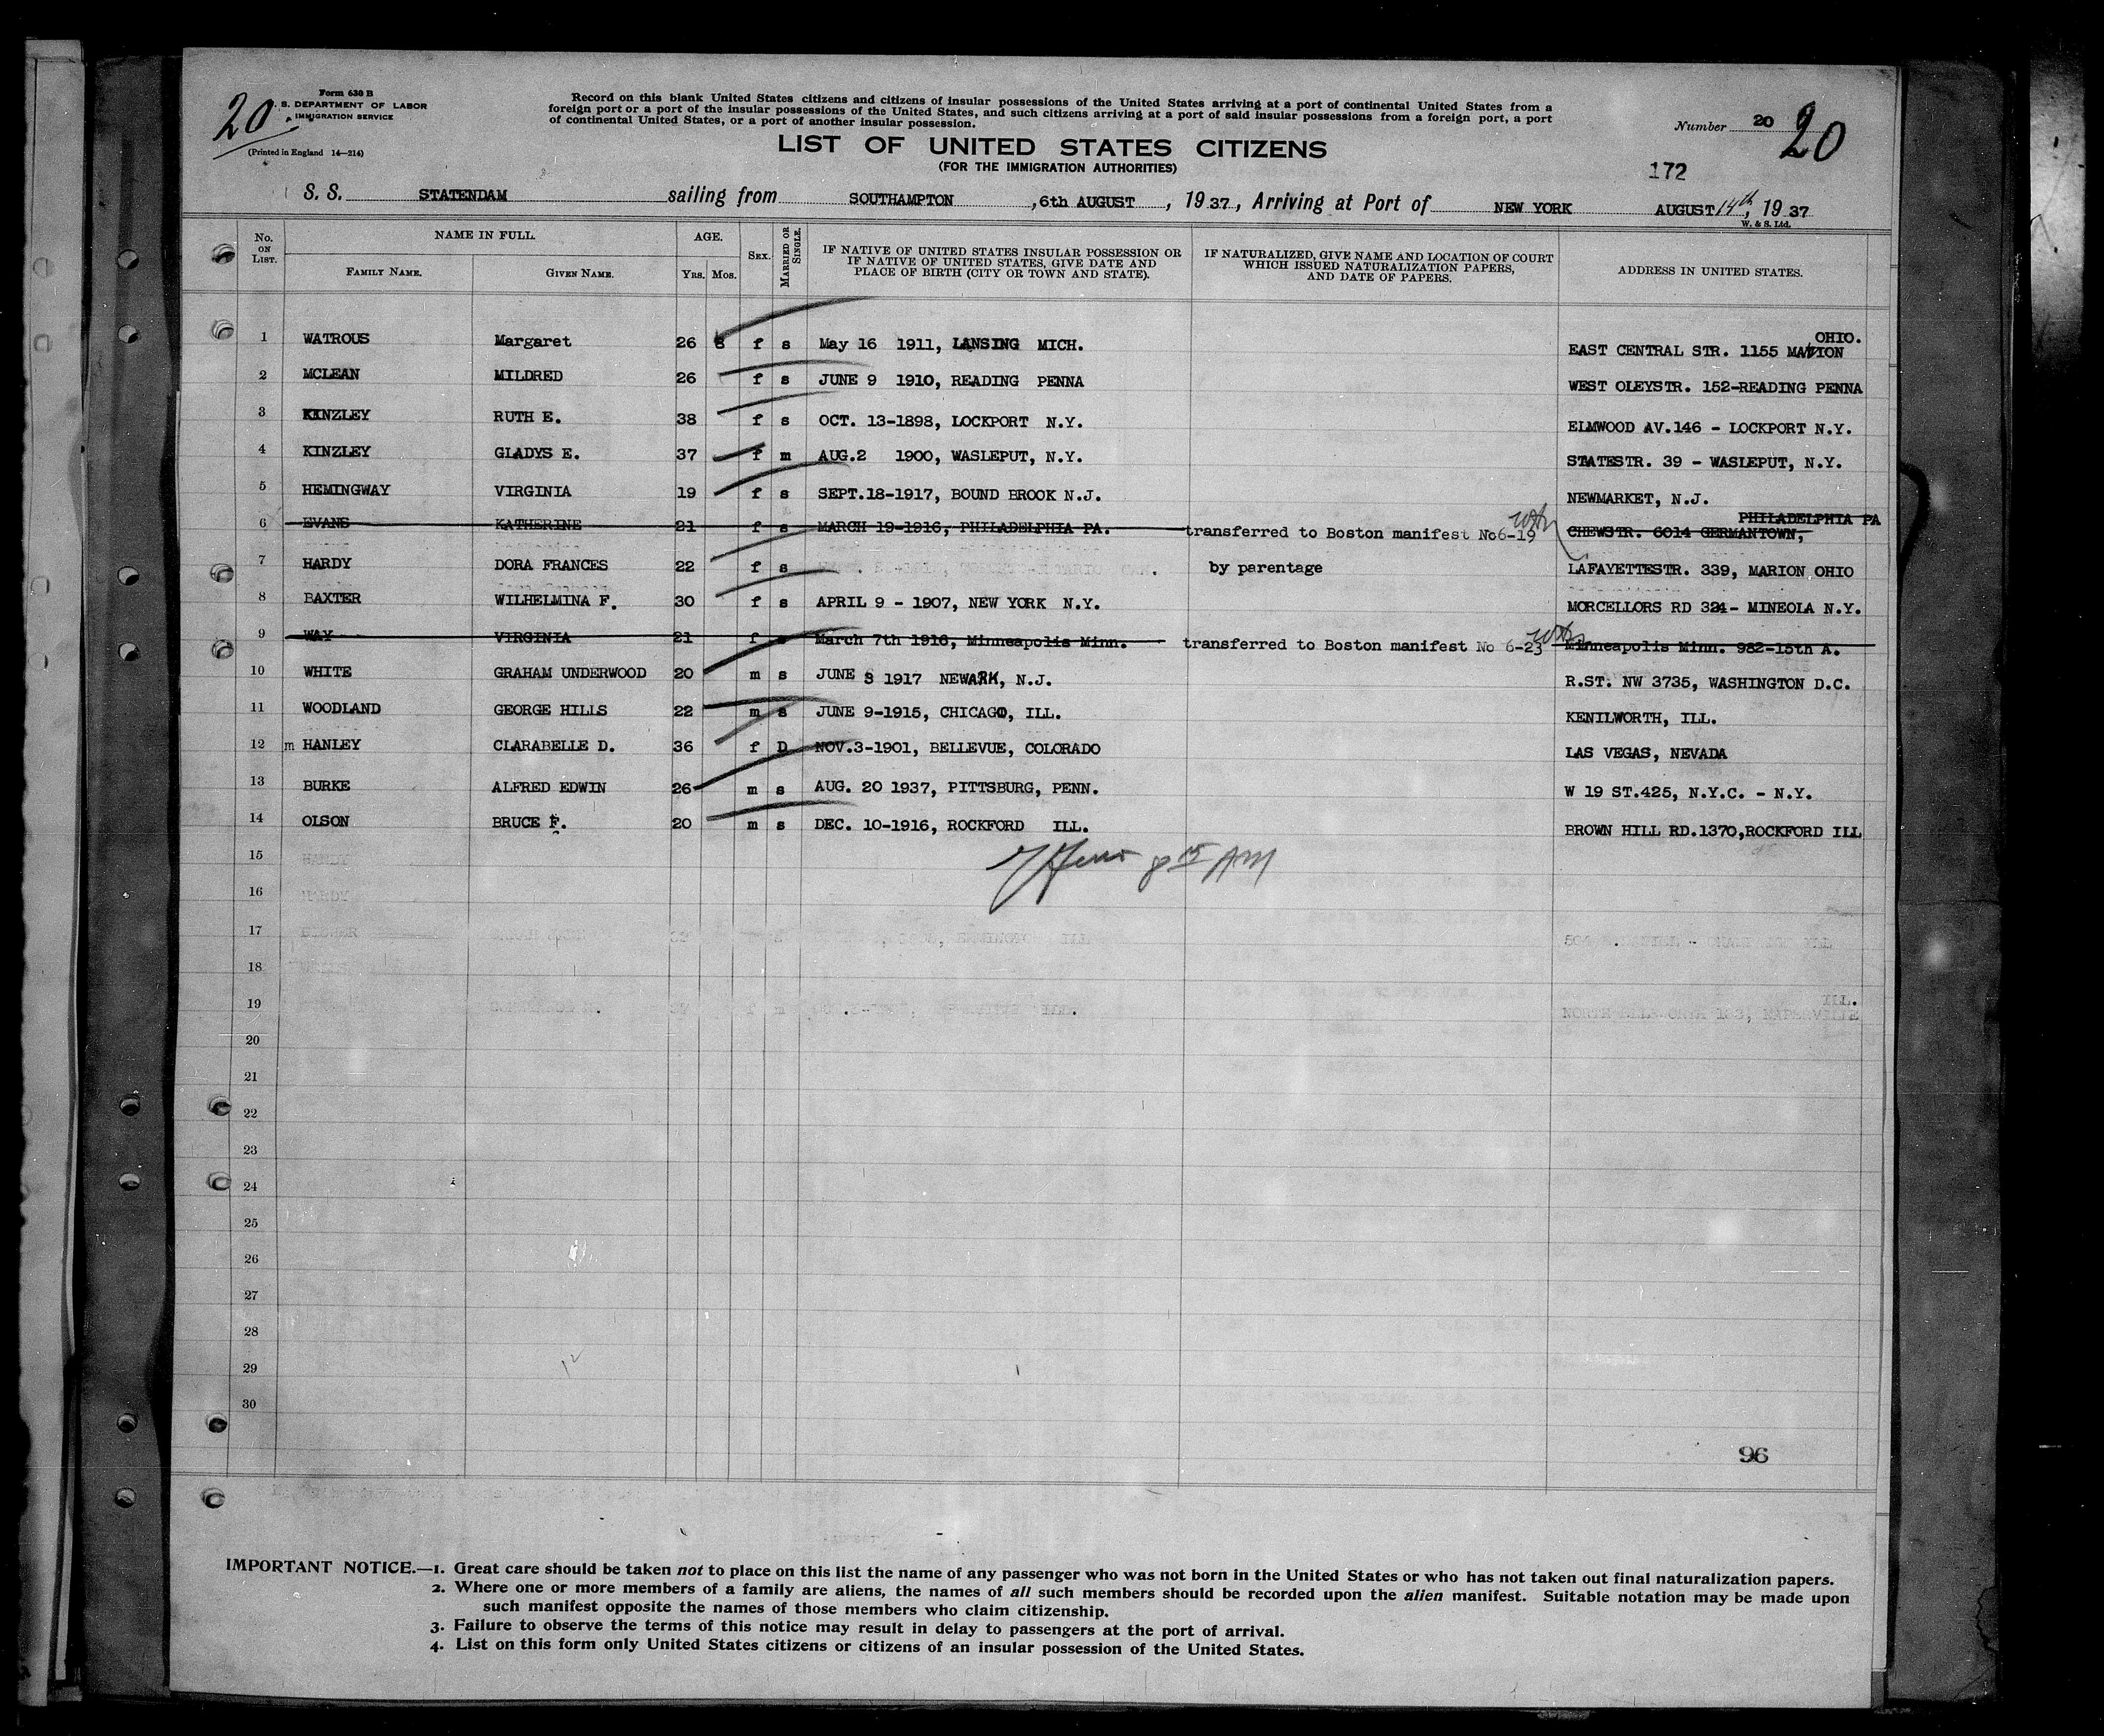 Form 630 B
20 S. DEPARTMENT OF LABOR
IMMIGRATION SERVICE
(Printed in England 14—214)
Record on this blank United States citizens and citizens of insular possessions of the United States arriving at a port of continental United States from a
foreign port or a port of the insular possessions of the United States, and such citizens arriving at a port of said insular possessions from a foreign port, a port
of continental United States, or a port of another insular possession.
Number 20 20
LIST OF UNITED STATES CITIZENS
(FOR THE IMMIGRATION AUTHORITIES)
172
S. S. STATENDAM sailing from SOUTHAMPTON ,6th AUGUST , 19 37, Arriving at Port of NEW YORK AUGUST 14th, 19 37
W. & S. Ltd.
No. ON LIST. NAME IN FULL. FAMILY NAME. GIVEN NAME. AGE. YRS. MOS. SEX. MARRIED OR SINGLE. IF NATIVE OF UNITED STATES INSULAR POSSESSION OR IF NATIVE OF UNITED STATES, GIVE DATE AND PLACE OF BIRTH (CITY OR TOWN AND STATE). IF NATURALIZED, GIVE NAME AND LOCATION OF COURT WHICH ISSUED NATURALIZATION PAPERS, AND DATE OF PAPERS. ADDRESS IN UNITED STATES.
1 WATROUS Margaret 26 f s May 16 1911, LANSING MICH. EAST CENTRAL STR. 1155 MARION OHIO.
2 MCLEAN MILDRED 26 f s JUNE 9 1910, READING PENNA WEST OLEYSTR. 152-READING PENNA
3 KINZLEY RUTH E. 38 f s OCT. 13-1898, LOCKPORT N.Y. ELMWOOD AV.146 - LOCKPORT N.Y.
4 KINZLEY GLADYS E. 37 f m AUG.2 1900, WASLEPUT, N.Y. STATESTR. 39 - WASLEPUT, N.Y.
5 HEMINGWAY VIRGINIA 19 f s SEPT.18-1917, BOUND BROOK N.J. NEWMARKET, N.J.
6 EVANS KATHERINE 21 f s MARCH 19-1916, PHILADELPHIA PA. transferred to Boston manifest No6-19 CHEWSTR. 6014 GERMANTOWN, PHILADELPHIA PA
7 HARDY DORA FRANCES 22 f s by parentage LAFAYETTESTR. 339, MARION OHIO
8 BAXTER WILHELMINA F. 30 f s APRIL 9 - 1907, NEW YORK N.Y. MORCELLORS RD 324- MINEOLA N.Y.
9 WAY VIRGINIA 21 f s March 7th 1916, Minneapolis Minn. transferred to Boston manifest No 6-23 Minneapolis Minn. 982-15th A.
10 WHITE GRAHAM UNDERWOOD 20 m s JUNE 8 1917 NEWARK, N.J. R.ST. NW 3735, WASHINGTON D.C.
11 WOODLAND GEORGE HILLS 22 m s JUNE 9-1915, CHICAGO, ILL. KENILWORTH, ILL.
12 m HANLEY CLARABELLE D. 36 f D NOV.3-1901, BELLEVUE, COLORADO LAS VEGAS, NEVADA
13 BURKE ALFRED EDWIN 26 m s AUG. 20 1937, PITTSBURG, PENN. W 19 ST.425, N.Y.C. - N.Y.
14 OLSON BRUCE F. 20 m s DEC. 10-1916, ROCKFORD ILL. BROWN HILL RD.1370,ROCKFORD ILL
8 15 AM
15 HARDY
16 HARDY
17
18
19 ILL.
20
21
22
23
24
25
26
27
28
29
30
96
IMPORTANT NOTICE.—1. Great care should be taken not to place on this list the name of any passenger who was not born in the United States or who has not taken out final naturalization papers.
2. Where one or more members of a family are aliens, the names of all such members should be recorded upon the alien manifest. Suitable notation may be made upon
such manifest opposite the names of those members who claim citizenship.
3. Failure to observe the terms of this notice may result in delay to passengers at the port of arrival.
4. List on this form only United States citizens or citizens of an insular possession of the United States.